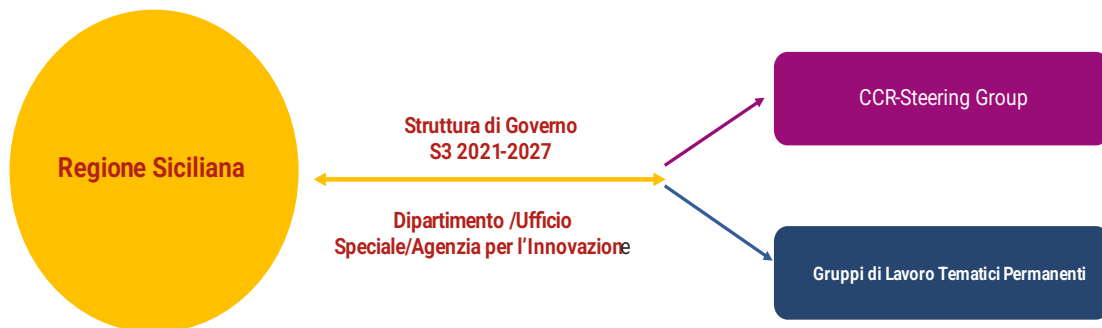 Regione Siciliana
Struttura di Governo
S3 2021-2027
Dipartimento /Ufficio
Speciale/Agenzia per l’Innovazione
CCR-Steering Group
Gruppi di Lavoro Tematici Permanenti